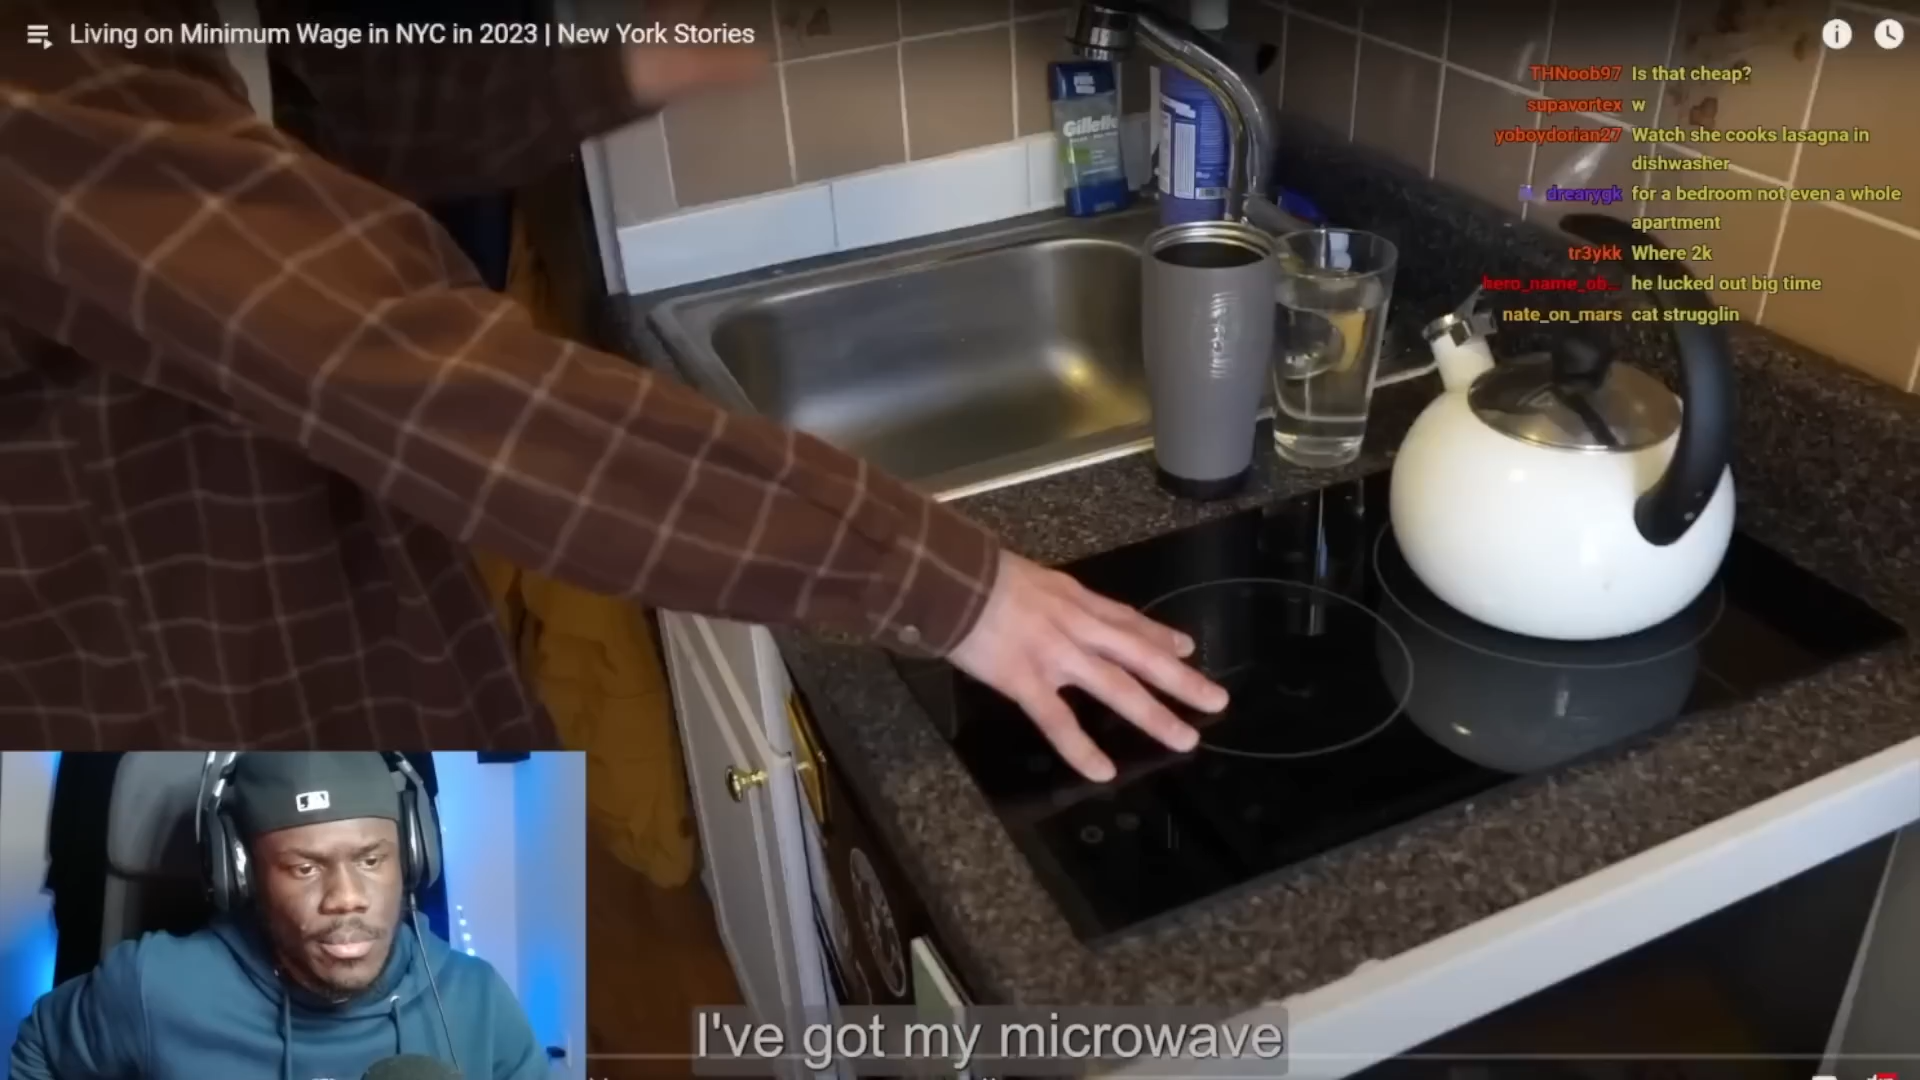 Living on Minimum Wage in NYC in 2023 | New York Stories
THNoob97 Is that cheap?
supavortex w
yoboydorian27 Watch she cooks lasagna in
dishwasher
drearygk for a bedroom not even a whole
apartment
tr3ykk Where 2k
hero_name_ob... he lucked out big time
nate_on_mars cat strugglin
Gillette
I've got my microwave